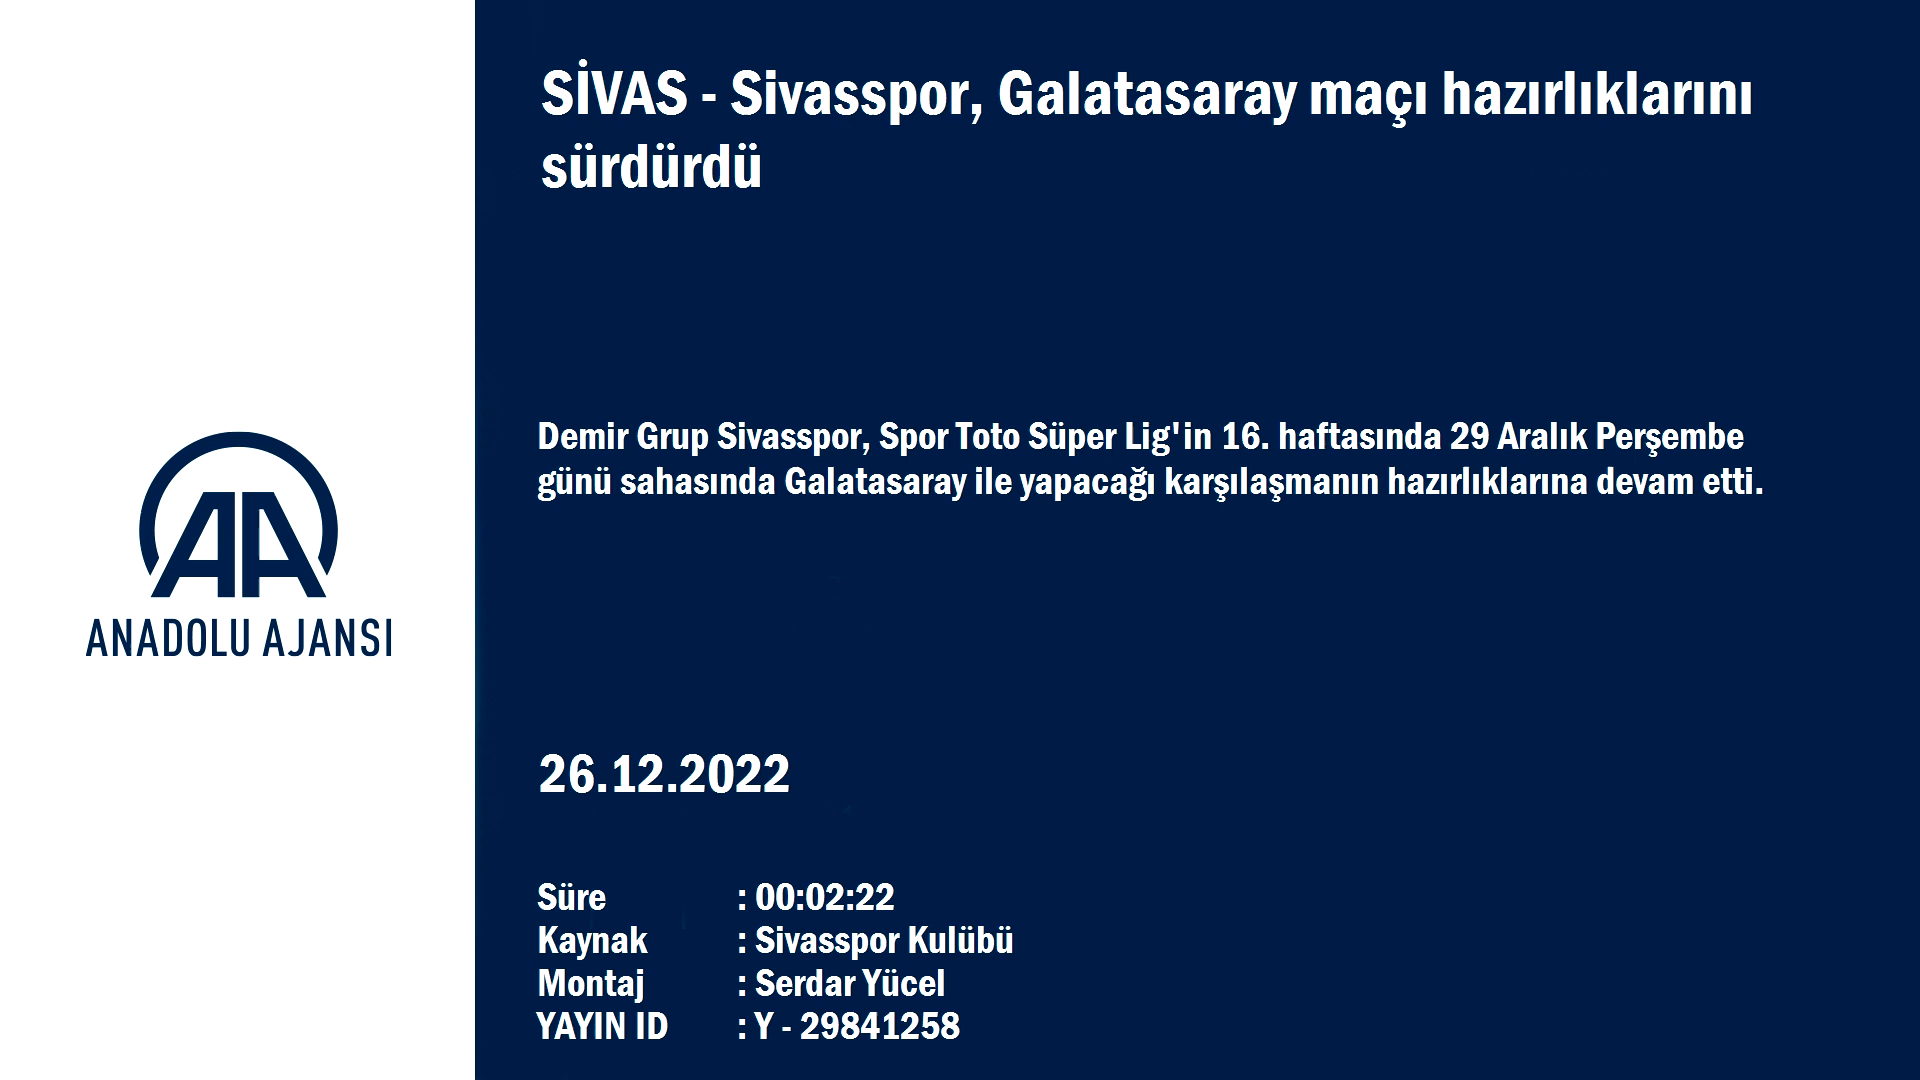 SİVAS - Sivasspor, Galatasaray maçı hazırlıklarını
sürdürdü
Demir Grup Sivasspor, Spor Toto Süper Lig'in 16. haftasında 29 Aralık Perşembe
günü sahasında Galatasaray ile yapacağı karşılaşmanın hazırlıklarına devam etti.
AA
ANADOLU AJANSI
26.12.2022
Süre : 00:02:22
Kaynak : Sivasspor Kulübü
Montaj : Serdar Yücel
YAYIN ID : Y - 29841258